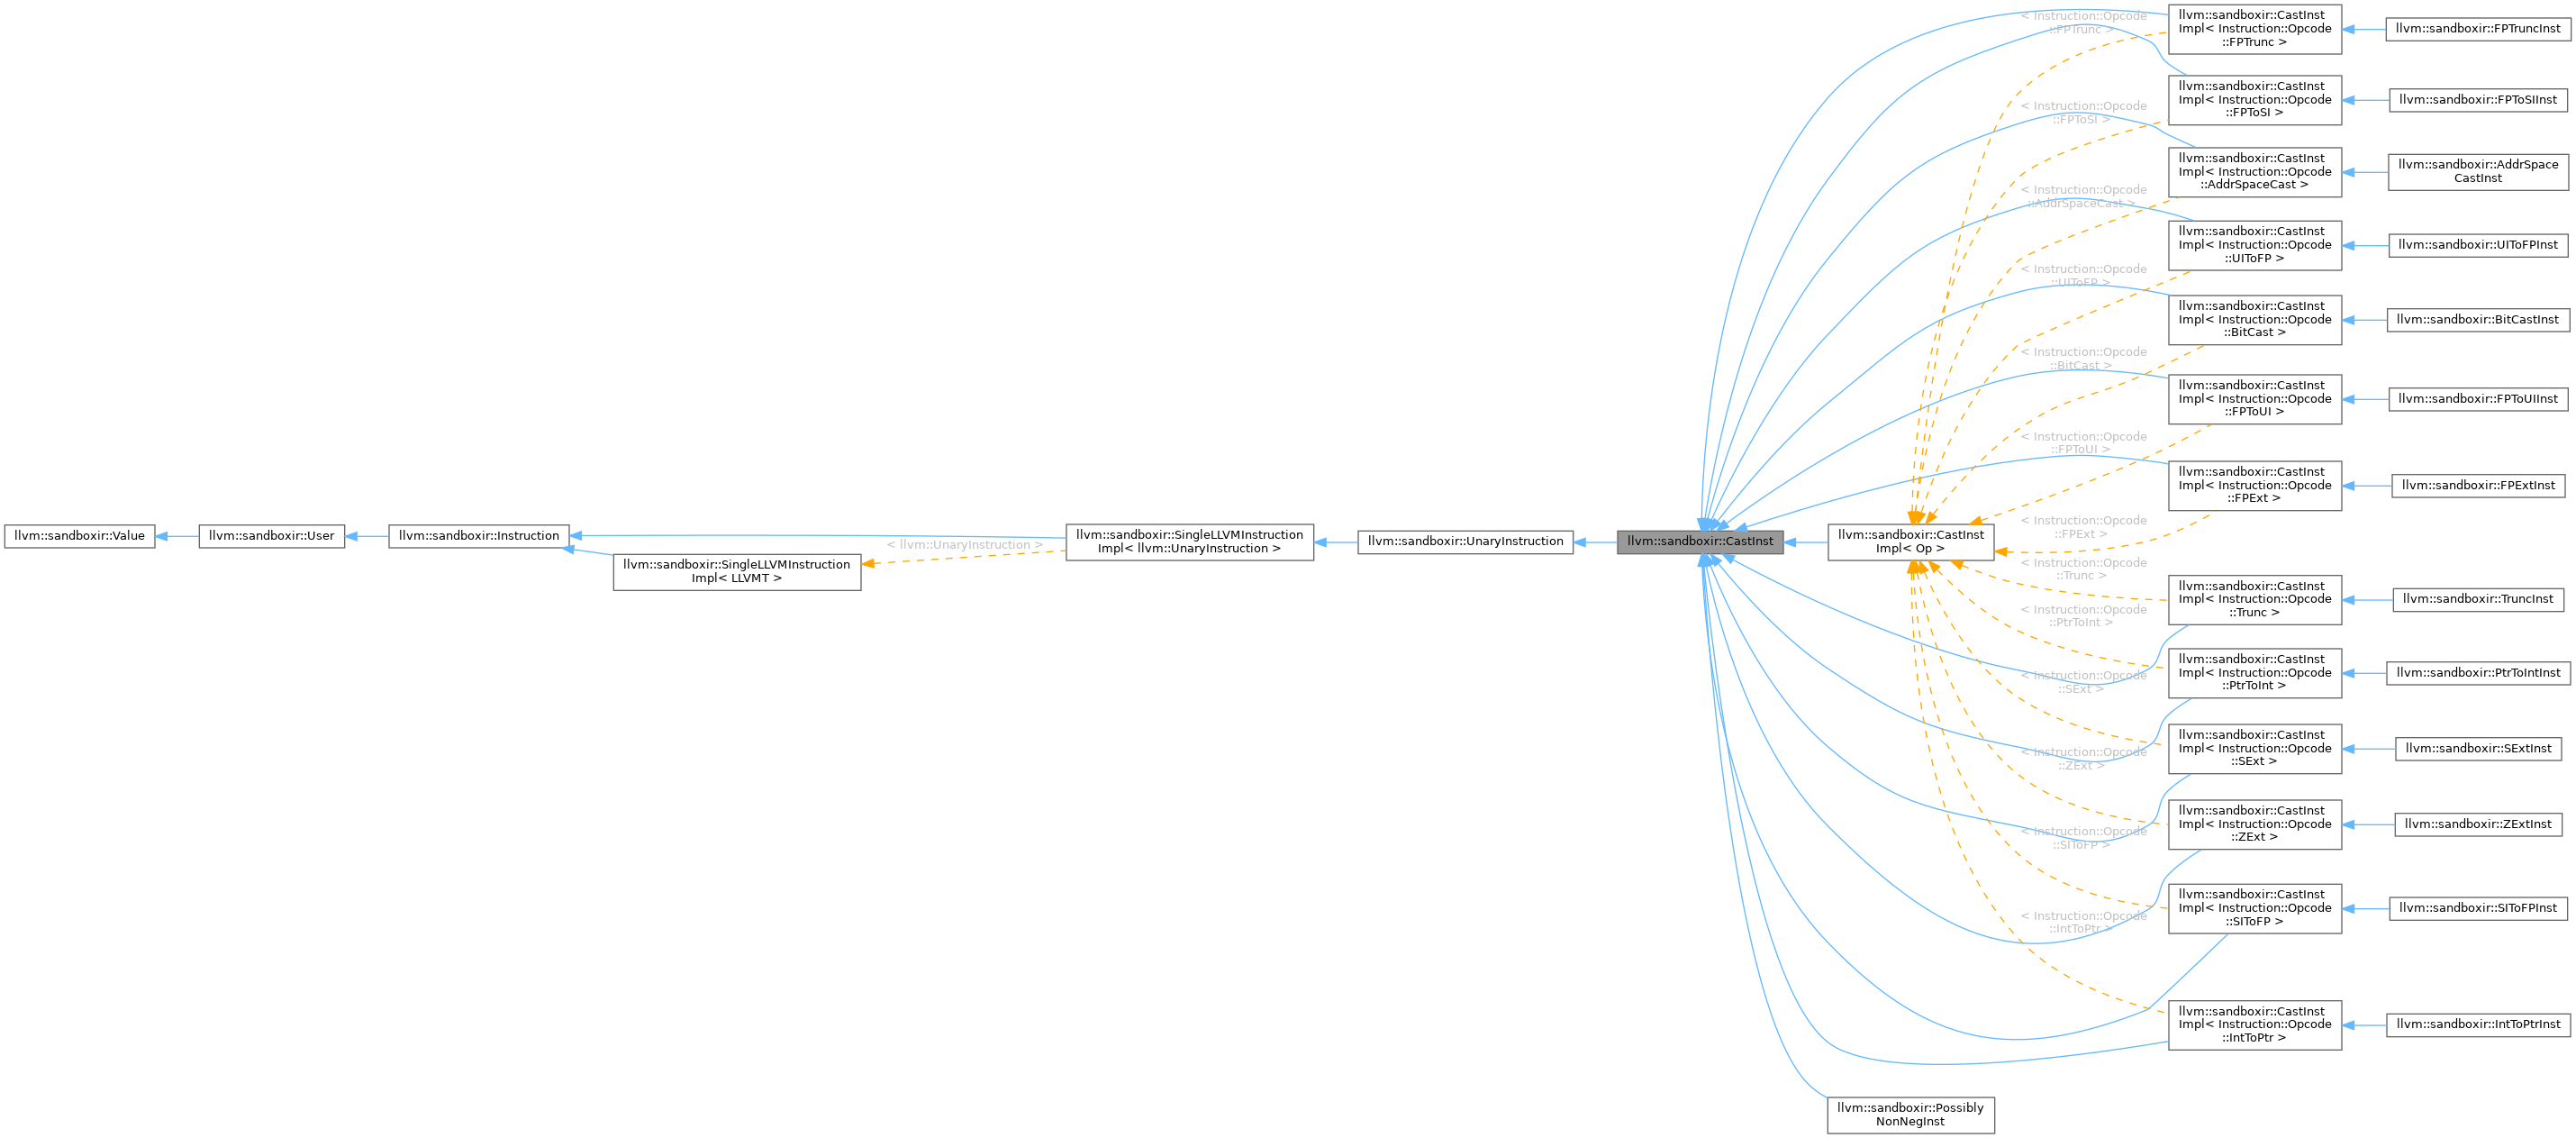 llvm::sandboxir::Value
llvm::sandboxir::User
llvm::sandboxir::Instruction
llvm::sandboxir::SingleLLVMInstruction
Impl< LLVMT >
< llvm::UnaryInstruction >
llvm::sandboxir::SingleLLVMInstruction
Impl< llvm::UnaryInstruction >
llvm::sandboxir::UnaryInstruction
llvm::sandboxir::CastInst
llvm::sandboxir::CastInst
Impl< Op >
llvm::sandboxir::Possibly
NonNegInst
< Instruction::Opcode
::FPTrunc >
< Instruction::Opcode
::FPToSI >
< Instruction::Opcode
::AddrSpaceCast >
< Instruction::Opcode
::UIToFP >
< Instruction::Opcode
::BitCast >
< Instruction::Opcode
::FPToUI >
< Instruction::Opcode
::FPExt >
< Instruction::Opcode
::Trunc >
< Instruction::Opcode
::PtrToInt >
< Instruction::Opcode
::SExt >
< Instruction::Opcode
::ZExt >
< Instruction::Opcode
::SIToFP >
< Instruction::Opcode
::IntToPtr >
llvm::sandboxir::CastInst
Impl< Instruction::Opcode
::FPTrunc >
llvm::sandboxir::FPTruncInst
llvm::sandboxir::CastInst
Impl< Instruction::Opcode
::FPToSI >
llvm::sandboxir::FPToSIInst
llvm::sandboxir::CastInst
Impl< Instruction::Opcode
::AddrSpaceCast >
llvm::sandboxir::AddrSpace
CastInst
llvm::sandboxir::CastInst
Impl< Instruction::Opcode
::UIToFP >
llvm::sandboxir::UIToFPInst
llvm::sandboxir::CastInst
Impl< Instruction::Opcode
::BitCast >
llvm::sandboxir::BitCastInst
llvm::sandboxir::CastInst
Impl< Instruction::Opcode
::FPToUI >
llvm::sandboxir::FPToUIInst
llvm::sandboxir::CastInst
Impl< Instruction::Opcode
::FPExt >
llvm::sandboxir::FPExtInst
llvm::sandboxir::CastInst
Impl< Instruction::Opcode
::Trunc >
llvm::sandboxir::TruncInst
llvm::sandboxir::CastInst
Impl< Instruction::Opcode
::PtrToInt >
llvm::sandboxir::PtrToIntInst
llvm::sandboxir::CastInst
Impl< Instruction::Opcode
::SExt >
llvm::sandboxir::SExtInst
llvm::sandboxir::CastInst
Impl< Instruction::Opcode
::ZExt >
llvm::sandboxir::ZExtInst
llvm::sandboxir::CastInst
Impl< Instruction::Opcode
::SIToFP >
llvm::sandboxir::SIToFPInst
llvm::sandboxir::CastInst
Impl< Instruction::Opcode
::IntToPtr >
llvm::sandboxir::IntToPtrInst